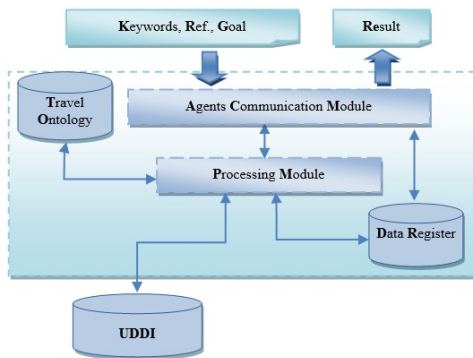 Keywords, Ref., Goal
Result
Travel
Ontology
Agents Communication Module
Processing Module
Data Register
UDDI